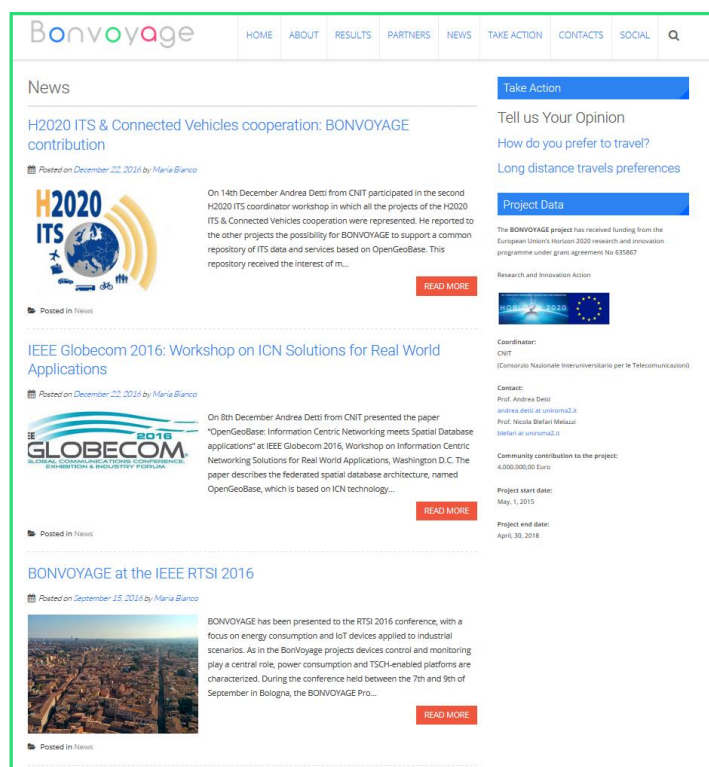 Bonvoyage
HOME ABOUT RESULTS PARTNERS NEWS TAKE ACTION CONTACTS SOCIAL
News
H2020 ITS & Connected Vehicles cooperation: BONVOYAGE
contribution
Posted on December 22, 2016 by Maria Bianco
H2020
ITS
On 14th December Andrea Detti from CNIT participated in the second
H2020 ITS coordinator workshop in which all the projects of the H2020
ITS & Connected Vehicles cooperation were represented. He reported to
the other projects the possibility for BONVOYAGE to support a common
repository of ITS data and services based on OpenGeoBase. This
repository received the interest of m...
READ MORE
Posted in News
IEEE Globecom 2016: Workshop on ICN Solutions for Real World
Applications
Posted on December 22, 2016 by Maria Bianco
2016
GLOBECOM
GLOBAL COMMUNICATIONS CONFERENCE
EXHIBITION & INDUSTRY FORUM
On 8th December Andrea Detti from CNIT presented the paper
"OpenGeoBase: Information Centric Networking meets Spatial Database
applications" at IEEE Globecom 2016, Workshop on Information Centric
Networking Solutions for Real World Applications, Washington D.C. The
paper describes the federated spatial database architecture, named
OpenGeoBase, which is based on ICN technology...
READ MORE
Posted in News
BONVOYAGE at the IEEE RTSI 2016
Posted on September 15, 2016 by Maria Bianco
BONVOYAGE has been presented to the RTSI 2016 conference, with a
focus on energy consumption and IoT devices applied to industrial
scenarios. As in the BonVoyage projects devices control and monitoring
play a central role, power consumption and TSCH-enabled platfoms are
characterized. During the conference held between the 7th and 9th of
September in Bologna, the BONVOYAGE Pro...
READ MORE
Posted in News
Take Action
Tell us Your Opinion
How do you prefer to travel?
Long distance travels preferences
Project Data
The BONVOYAGE project has received funding from the
European Union's Horizon 2020 research and innovation
programme under grant agreement No 635867
Research and Innovation Action
HORIZON 2020
Coordinator:
CNIT
(Consorzio Nazionale Interuniversitario per le Telecomunicazioni)
Contact:
Prof. Andrea Detti
andrea.detti at uniroma2.it
Prof. Nicola Blefari Melazzi
blefari at uniroma2.it
Community contribution to the project:
4.000.000,00 Euro
Project start date:
May, 1, 2015
Project end date:
April, 30, 2018